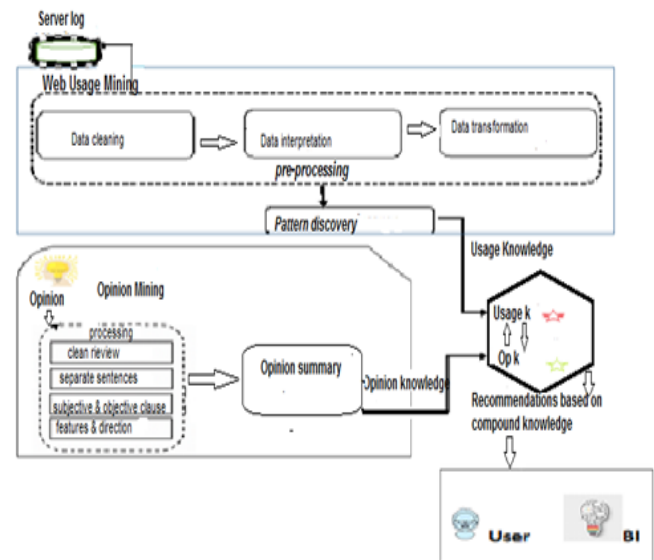 Server log
Web Usage Mining
Data cleaning
Data interpretation
Data transformation
pre-processing
Pattern discovery
Usage Knowledge
Opinion
Opinion Mining
processing
clean rieview
separate sentences
subjective & objective clause
features & direction
Opinion summary
Opinion knowledge
Usage k
Op k
Recommendations based on
compound knowledge
User
BI